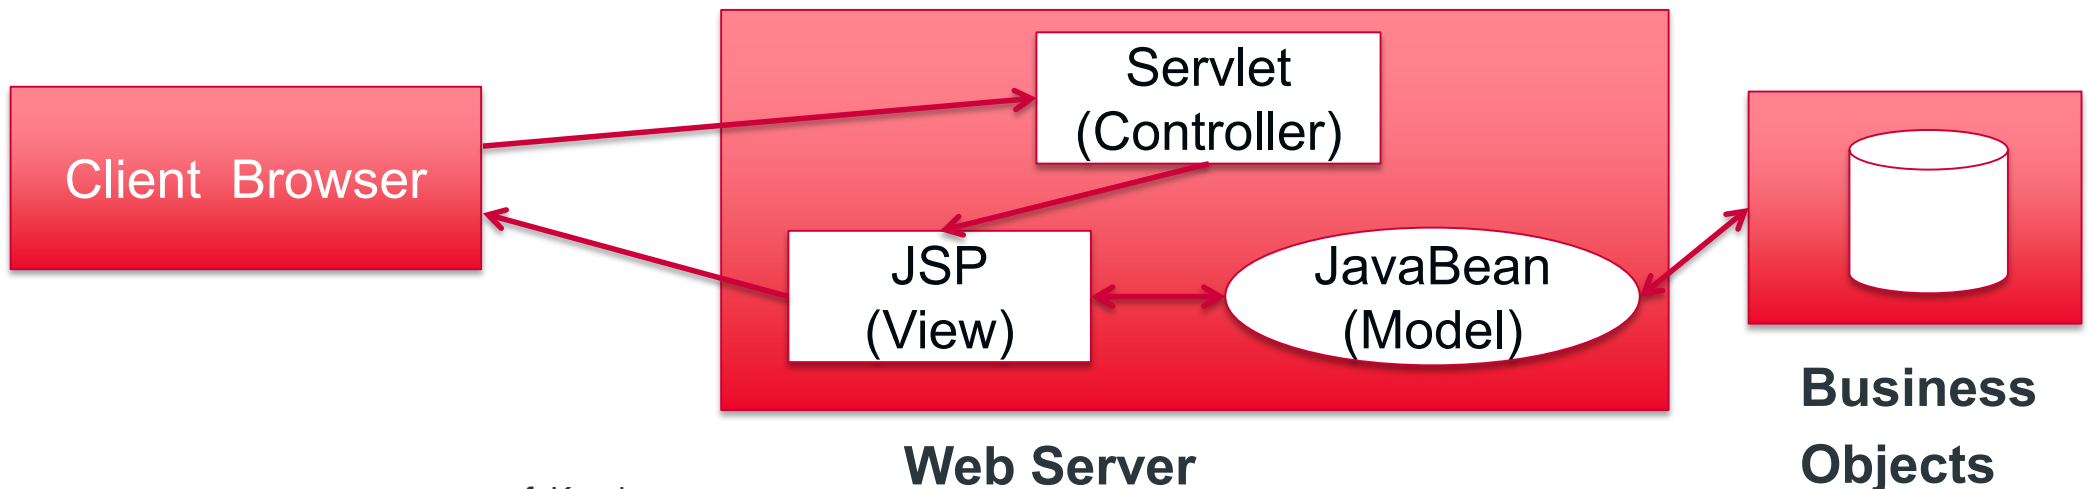 Servlet
(Controller)
Client  Browser
JSP
(View)
JavaBean
(Model)
Business
Objects
Web Server